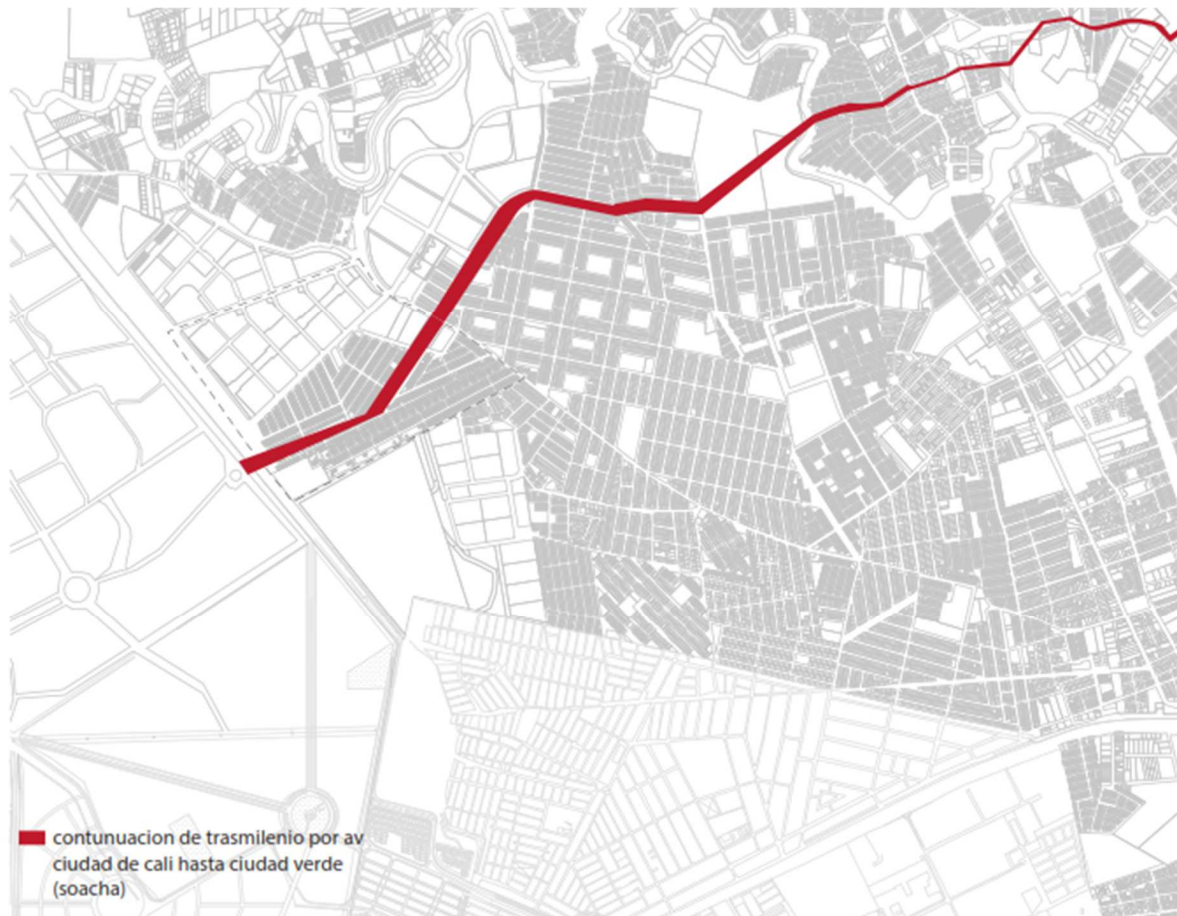 contunuacion de trasmilenio por av
ciudad de cali hasta ciudad verde
(soacha)